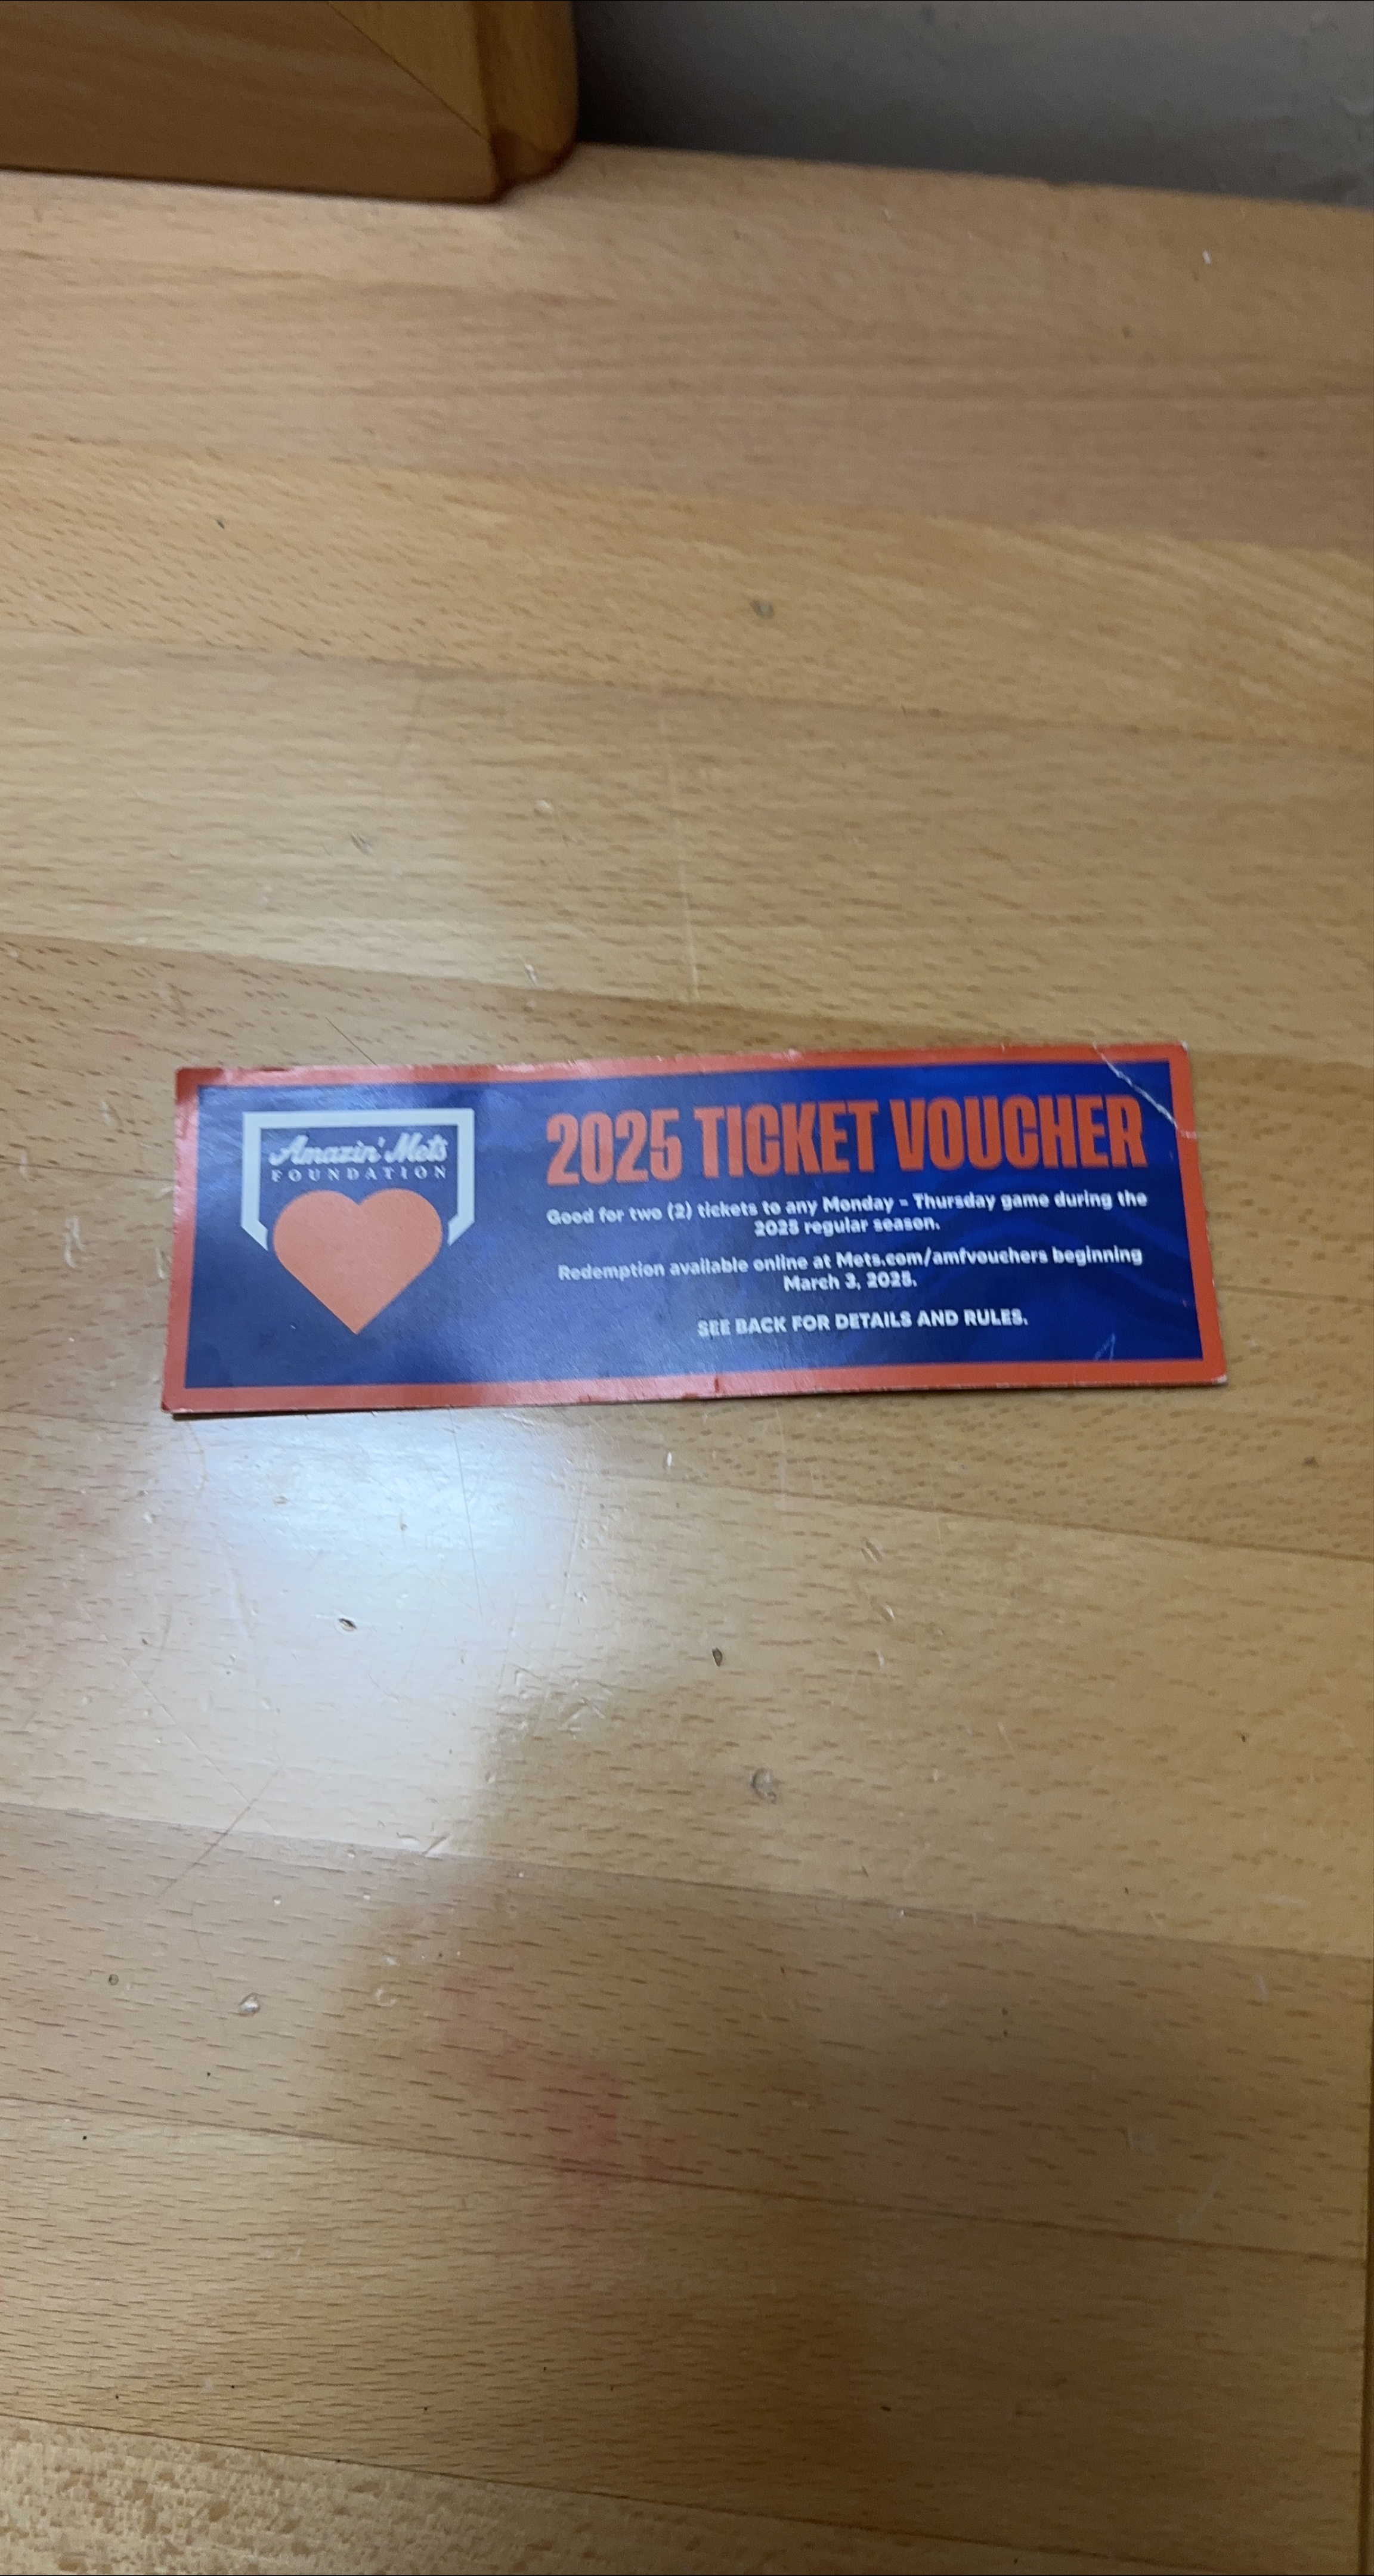 Amazin' Mets
FOUNDATION
2025 TICKET VOUCHER
Good for two (2) tickets to any Monday - Thursday game during the
2025 regular season.
Redemption available online at Mets.com/amfvouchers beginning
March 3, 2025.
SEE BACK FOR DETAILS AND RULES.